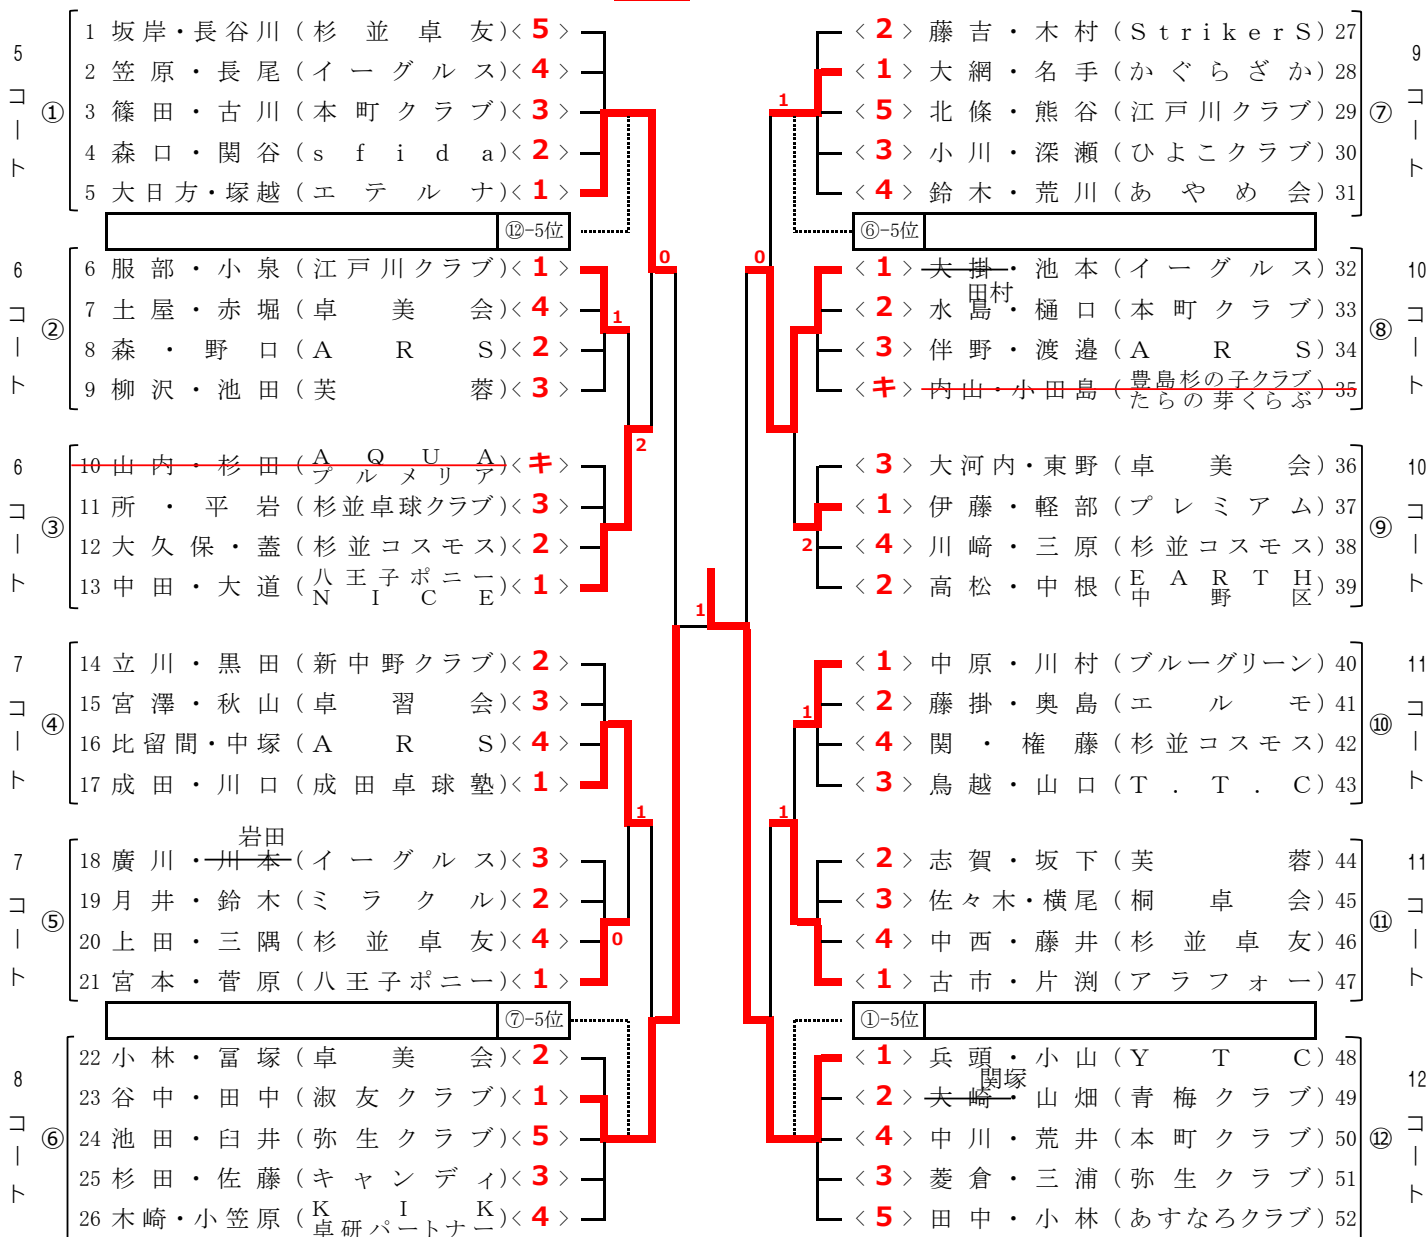 5コート
①
1 坂岸・長谷川(杉並卓友)<5>
2 笠原・長尾(イーグルス)<4>
3 篠田・古川(本町クラブ)<3>
4 森口・関谷(sfida)<2>
5 大日方・塚越(エテルナ)<1>
⑫-5位
6コート
②
6 服部・小泉(江戸川クラブ)<1>
7 土屋・赤堀(卓美会)<4>
8 森・野口(ARS)<2>
9 柳沢・池田(芙蓉)<3>
6コート
③
10 山内・杉田(AQUA プルメリア)<キ>
11 所・平岩(杉並卓球クラブ)<3>
12 大久保・蓋(杉並コスモス)<2>
13 中田・大道(八王子ポニー NICE)<1>
7コート
④
14 立川・黒田(新中野クラブ)<2>
15 宮澤・秋山(卓習会)<3>
16 比留間・中塚(ARS)<4>
17 成田・川口(成田卓球塾)<1>
7コート
⑤
岩田
18 廣川・川本(イーグルス)<3>
19 月井・鈴木(ミラクル)<2>
20 上田・三隅(杉並卓友)<4>
21 宮本・菅原(八王子ポニー)<1>
⑦-5位
8コート
⑥
22 小林・冨塚(卓美会)<2>
23 谷中・田中(淑友クラブ)<1>
24 池田・臼井(弥生クラブ)<5>
25 杉田・佐藤(キャンディ)<3>
26 木崎・小笠原(KIK 卓研パートナー)<4>
0
1
2
1
0
1
1
0
2
1
1
1
9コート
⑦
<2>藤吉・木村(StrikerS)27
<1>大網・名手(かぐらざか)28
<5>北條・熊谷(江戸川クラブ)29
<3>小川・深瀬(ひよこクラブ)30
<4>鈴木・荒川(あやめ会)31
⑥-5位
10コート
⑧
<1>大掛・池本(イーグルス)32
田村
<2>水島・樋口(本町クラブ)33
<3>伴野・渡邉(ARS)34
<キ>内山・小田島(豊島杉の子クラブ たらの芽くらぶ)35
10コート
⑨
<3>大河内・東野(卓美会)36
<1>伊藤・軽部(プレミアム)37
<4>川﨑・三原(杉並コスモス)38
<2>高松・中根(EARTH 中野区)39
11コート
⑩
<1>中原・川村(ブルーグリーン)40
<2>藤掛・奥島(エルモ)41
<4>関・権藤(杉並コスモス)42
<3>鳥越・山口(T.T.C)43
11コート
⑪
<2>志賀・坂下(芙蓉)44
<3>佐々木・横尾(桐卓会)45
<4>中西・藤井(杉並卓友)46
<1>古市・片渕(アラフォー)47
①-5位
12コート
⑫
<1>兵頭・小山(YTC)48
関塚
<2>大崎・山畑(青梅クラブ)49
<4>中川・荒井(本町クラブ)50
<3>菱倉・三浦(弥生クラブ)51
<5>田中・小林(あすなろクラブ)52